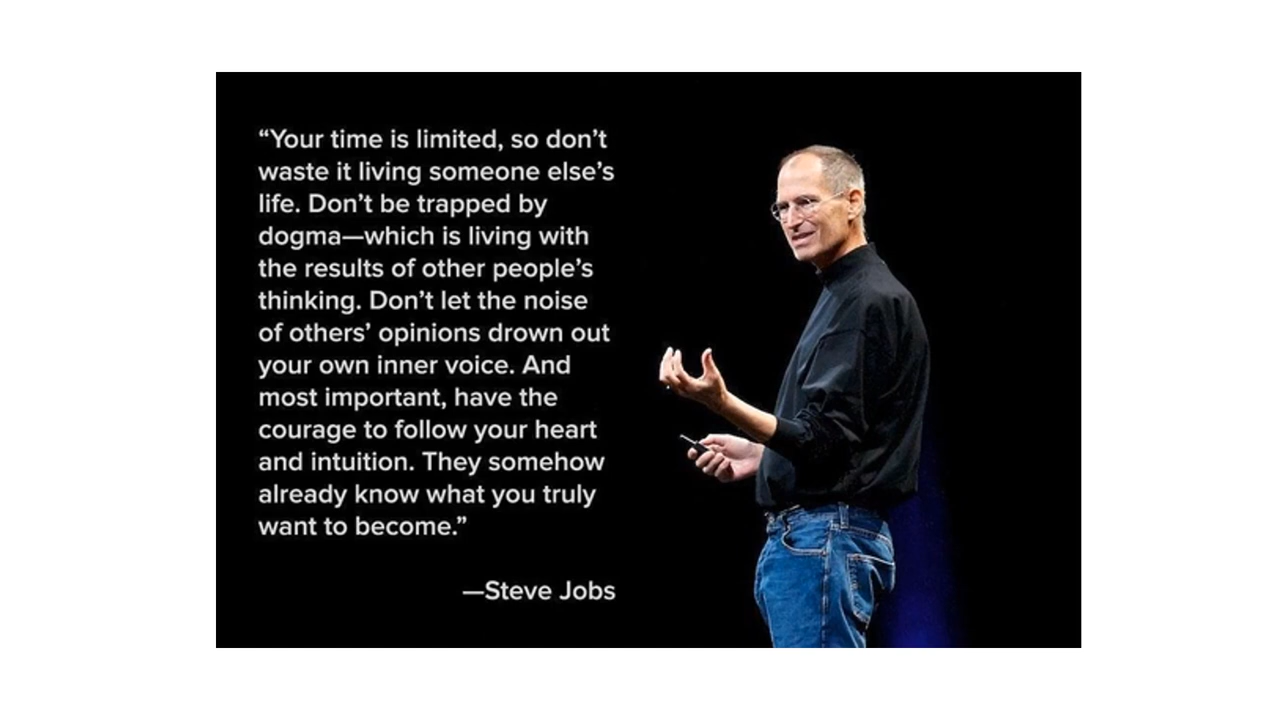 “Your time is limited, so don’t
waste it living someone else’s
life. Don’t be trapped by
dogma—which is living with
the results of other people’s
thinking. Don’t let the noise
of others’ opinions drown out
your own inner voice. And
most important, have the
courage to follow your heart
and intuition. They somehow
already know what you truly
want to become.”
—Steve Jobs